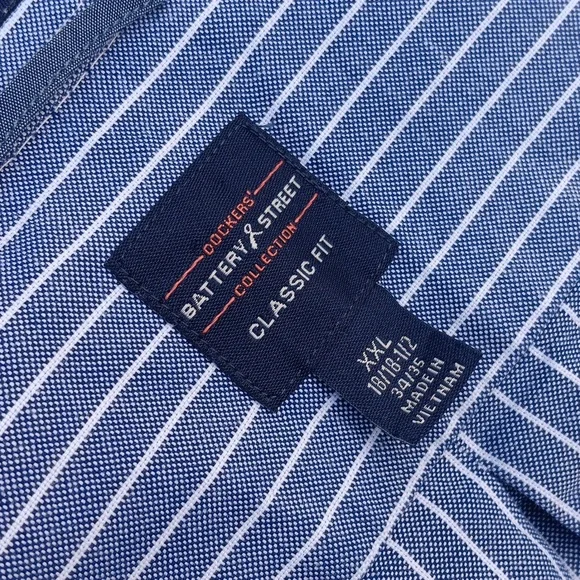 DOCKERS'
BATTERY STREET
COLLECTION
CLASSIC FIT
XXL
18/18-1/2
34/35
MADE IN
VIETNAM